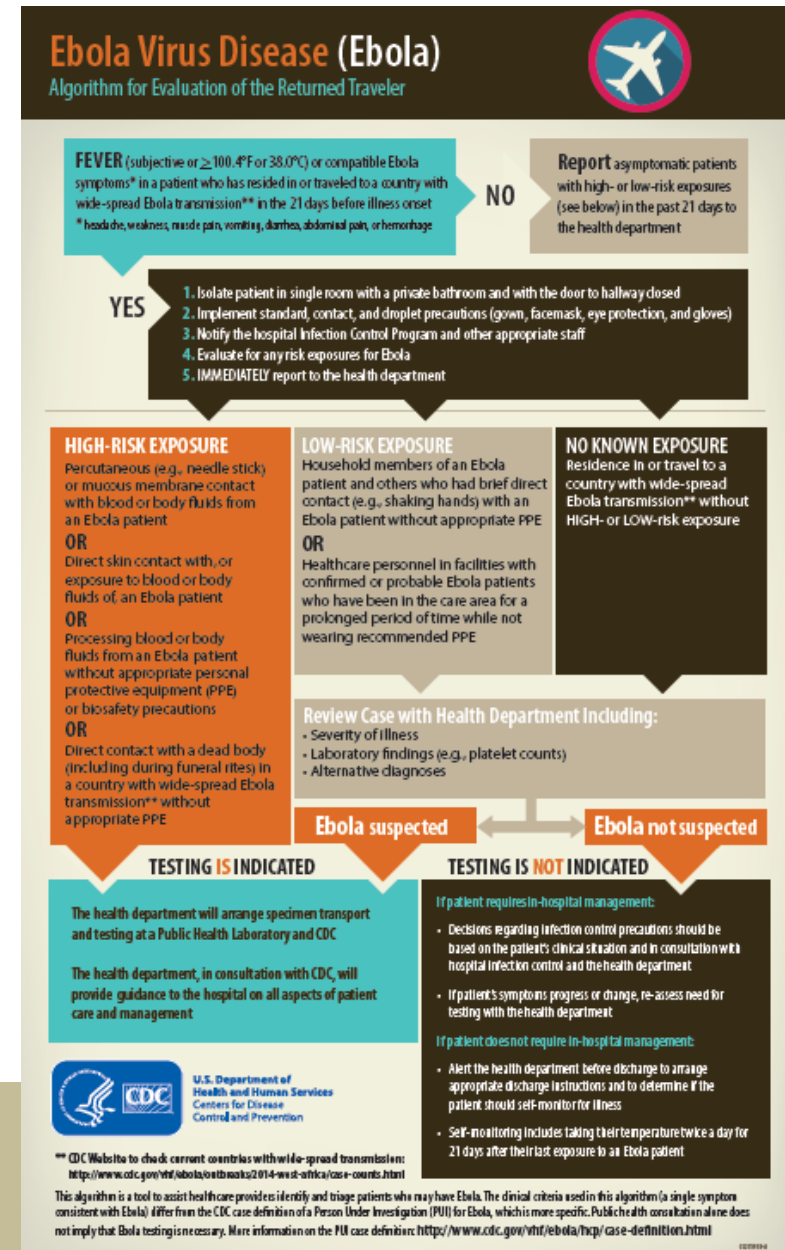 Ebola Virus Disease (Ebola)
Algorithm for Evaluation of the Returned Traveler
FEVER (subjective or ≥100.4°F or 38.0°C) or compatible Ebola
symptoms* in a patient who has resided in or traveled to a country with
wide-spread Ebola transmission** in the 21 days before illness onset
* headache, weakness, muscle pain, vomiting, diarrhea, abdominal pain, or hemorrhage
NO
Report asymptomatic patients
with high- or low-risk exposures
(see below) in the past 21 days to
the health department
YES
1. Isolate patient in single room with a private bathroom and with the door to hallway closed
2. Implement standard, contact, and droplet precautions (gown, facemask, eye protection, and gloves)
3. Notify the hospital Infection Control Program and other appropriate staff
4. Evaluate for any risk exposures for Ebola
5. IMMEDIATELY report to the health department
HIGH-RISK EXPOSURE
Percutaneous (e.g., needle stick)
or mucous membrane contact
with blood or body fluids from
an Ebola patient
OR
Direct skin contact with, or
exposure to blood or body
fluids of, an Ebola patient
OR
Processing blood or body
fluids from an Ebola patient
without appropriate personal
protective equipment (PPE)
or biosafety precautions
OR
Direct contact with a dead body
(including during funeral rites) in
a country with wide-spread Ebola
transmission** without
appropriate PPE
LOW-RISK EXPOSURE
Household members of an Ebola
patient and others who had brief direct
contact (e.g., shaking hands) with an
Ebola patient without appropriate PPE
OR
Healthcare personnel in facilities with
confirmed or probable Ebola patients
who have been in the care area for a
prolonged period of time while not
wearing recommended PPE
NO KNOWN EXPOSURE
Residence in or travel to a
country with wide-spread
Ebola transmission** without
HIGH- or LOW-risk exposure
Review Case with Health Department Including:
- Severity of illness
- Laboratory findings (e.g., platelet counts)
- Alternative diagnoses
Ebola suspected
Ebola not suspected
TESTING IS INDICATED
The health department will arrange specimen transport
and testing at a Public Health Laboratory and CDC
The health department, in consultation with CDC, will
provide guidance to the hospital on all aspects of patient
care and management
TESTING IS NOT INDICATED
If patient requires in-hospital management:
• Decisions regarding infection control precautions should be
based on the patient's clinical situation and in consultation with
hospital infection control and the health department
• If patient's symptoms progress or change, re-assess need for
testing with the health department
If patient does not require in-hospital management:
• Alert the health department before discharge to arrange
appropriate discharge instructions and to determine if the
patient should self-monitor for illness
• Self-monitoring includes taking their temperature twice a day for
21 days after their last exposure to an Ebola patient
CDC
U.S. Department of
Health and Human Services
Centers for Disease
Control and Prevention
** CDC Website to check current countries with wide-spread transmission:
http://www.cdc.gov/vhf/ebola/outbreaks/2014-west-africa/case-counts.html
This algorithm is a tool to assist healthcare providers identify and triage patients who may have Ebola. The clinical criteria used in this algorithm (a single symptom
consistent with Ebola) differ from the CDC case definition of a Person Under Investigation (PUI) for Ebola, which is more specific. Public health consultation alone does
not imply that Ebola testing is necessary. More information on the PUI case definition: http://www.cdc.gov/vhf/ebola/hcp/case-definition.html